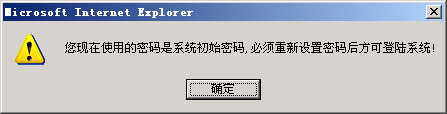 Microsoft Internet Explorer
您现在使用的密码是系统初始密码,必须重新设置密码后方可登陆系统!
确定